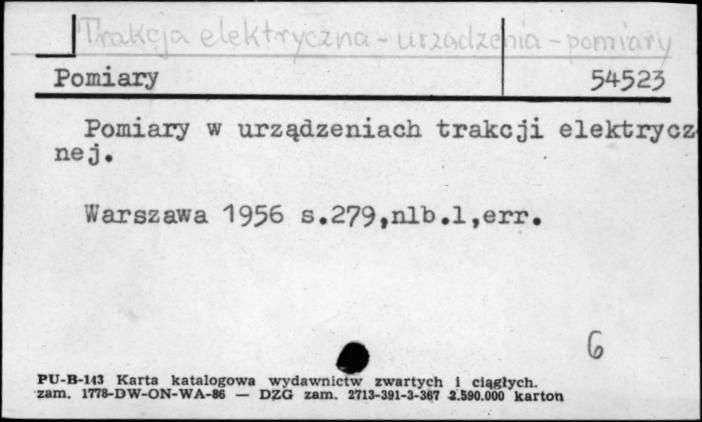 Trakcja elektryczna - urządzenia - pomiary
Pomiary 54523
Pomiary w urządzeniach trakcji elektrycz
nej.
Warszawa 1956 s.279,nlb.1,err.
6
PU-B-143 Karta katalogowa wydawnictw zwartych i ciągłych.
zam. 1778-DW-ON-WA-86 — DZG zam. 2713-391-3-367 2.590.000 karton